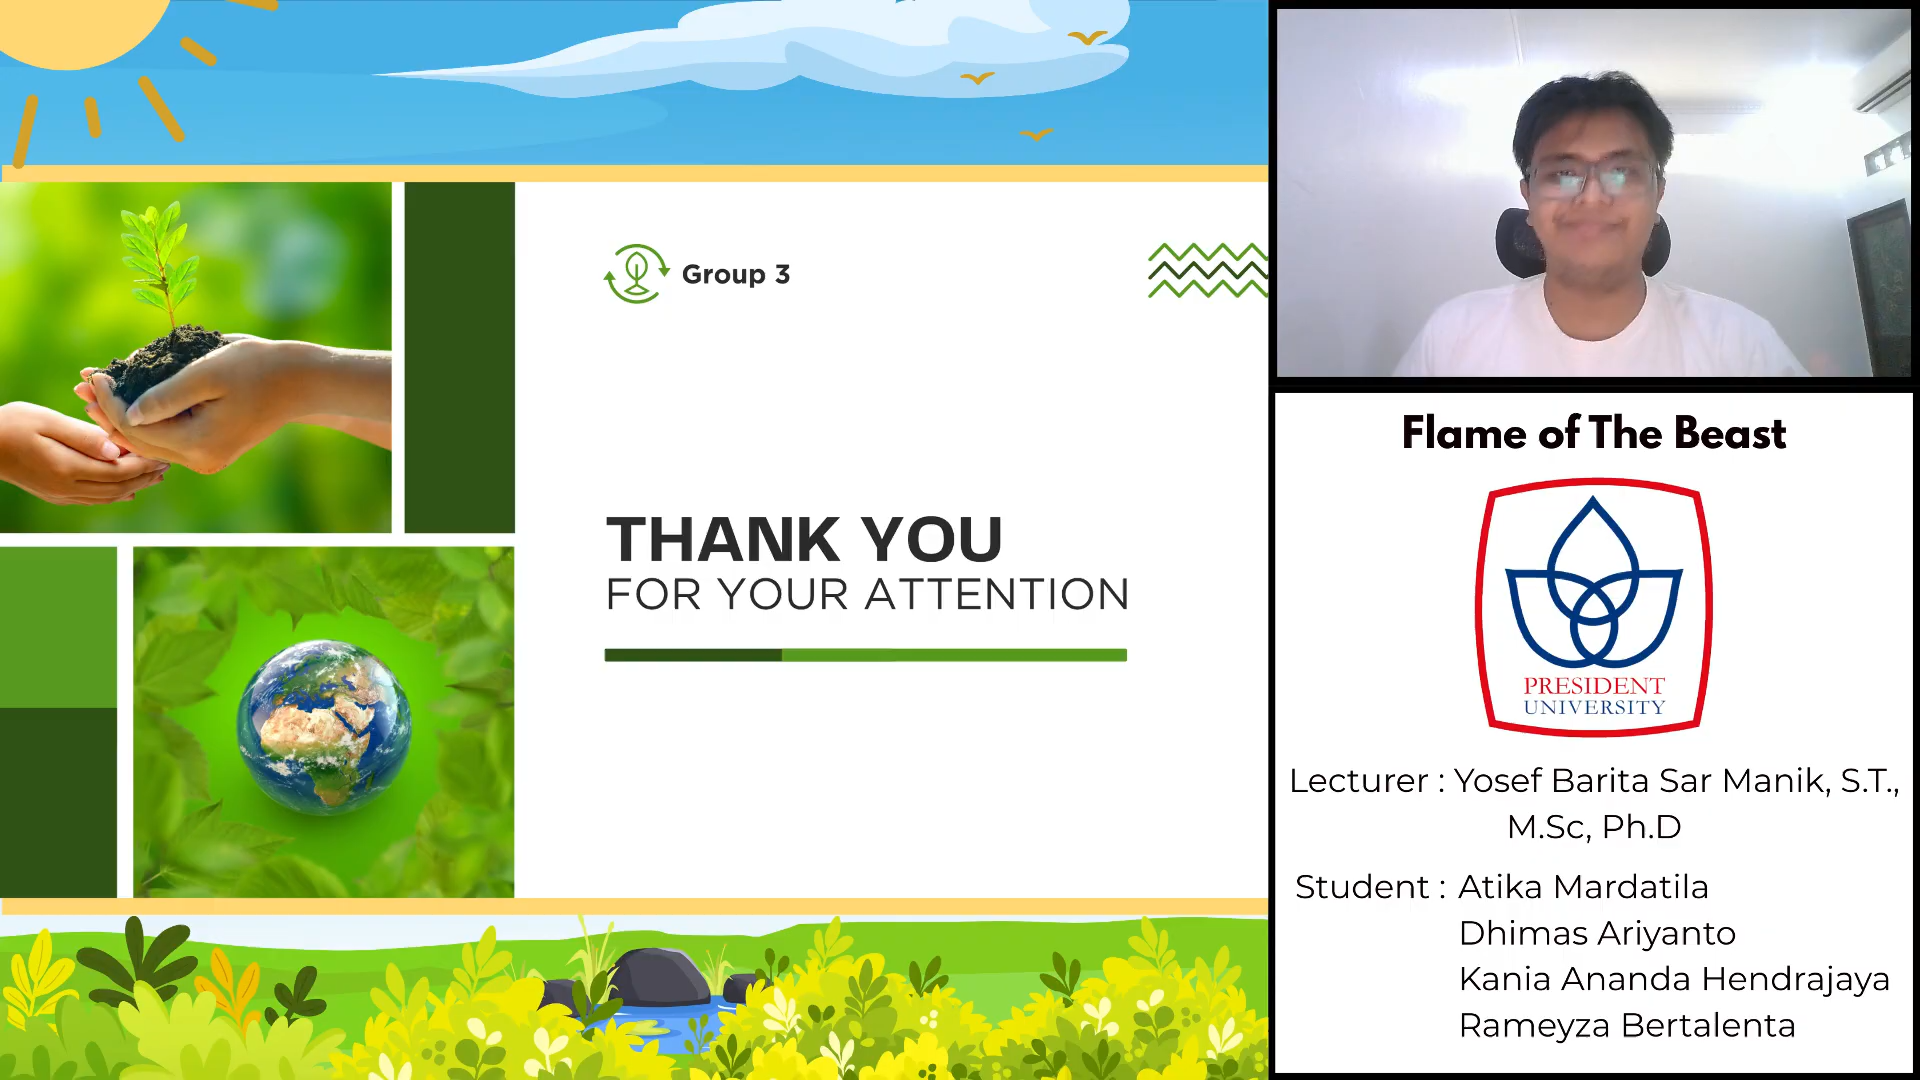 Group 3
THANK YOU
FOR YOUR ATTENTION
Flame of The Beast
PRESIDENT
UNIVERSITY
Lecturer : Yosef Barita Sar Manik, S.T.,
M.Sc, Ph.D
Student : Atika Mardatila
Dhimas Ariyanto
Kania Ananda Hendrajaya
Rameyza Bertalenta